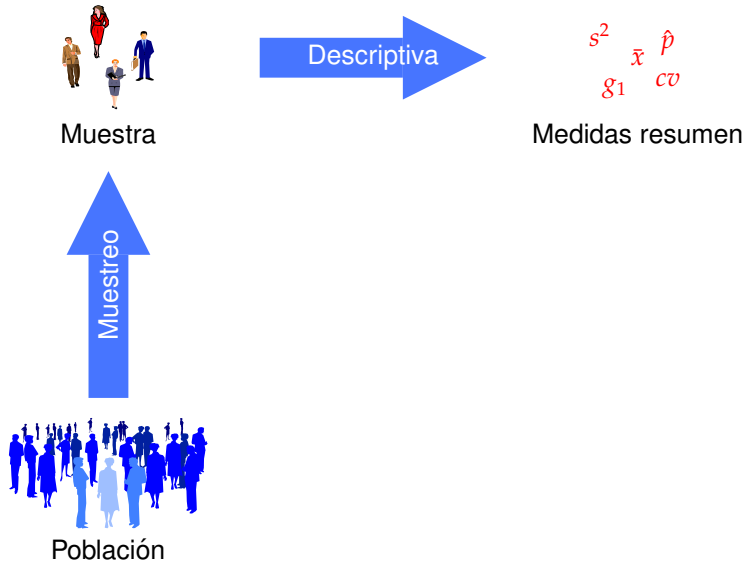 Descriptiva
s² x̄ p̂
g₁ cv
Muestra
Medidas resumen
Muestreo
Población